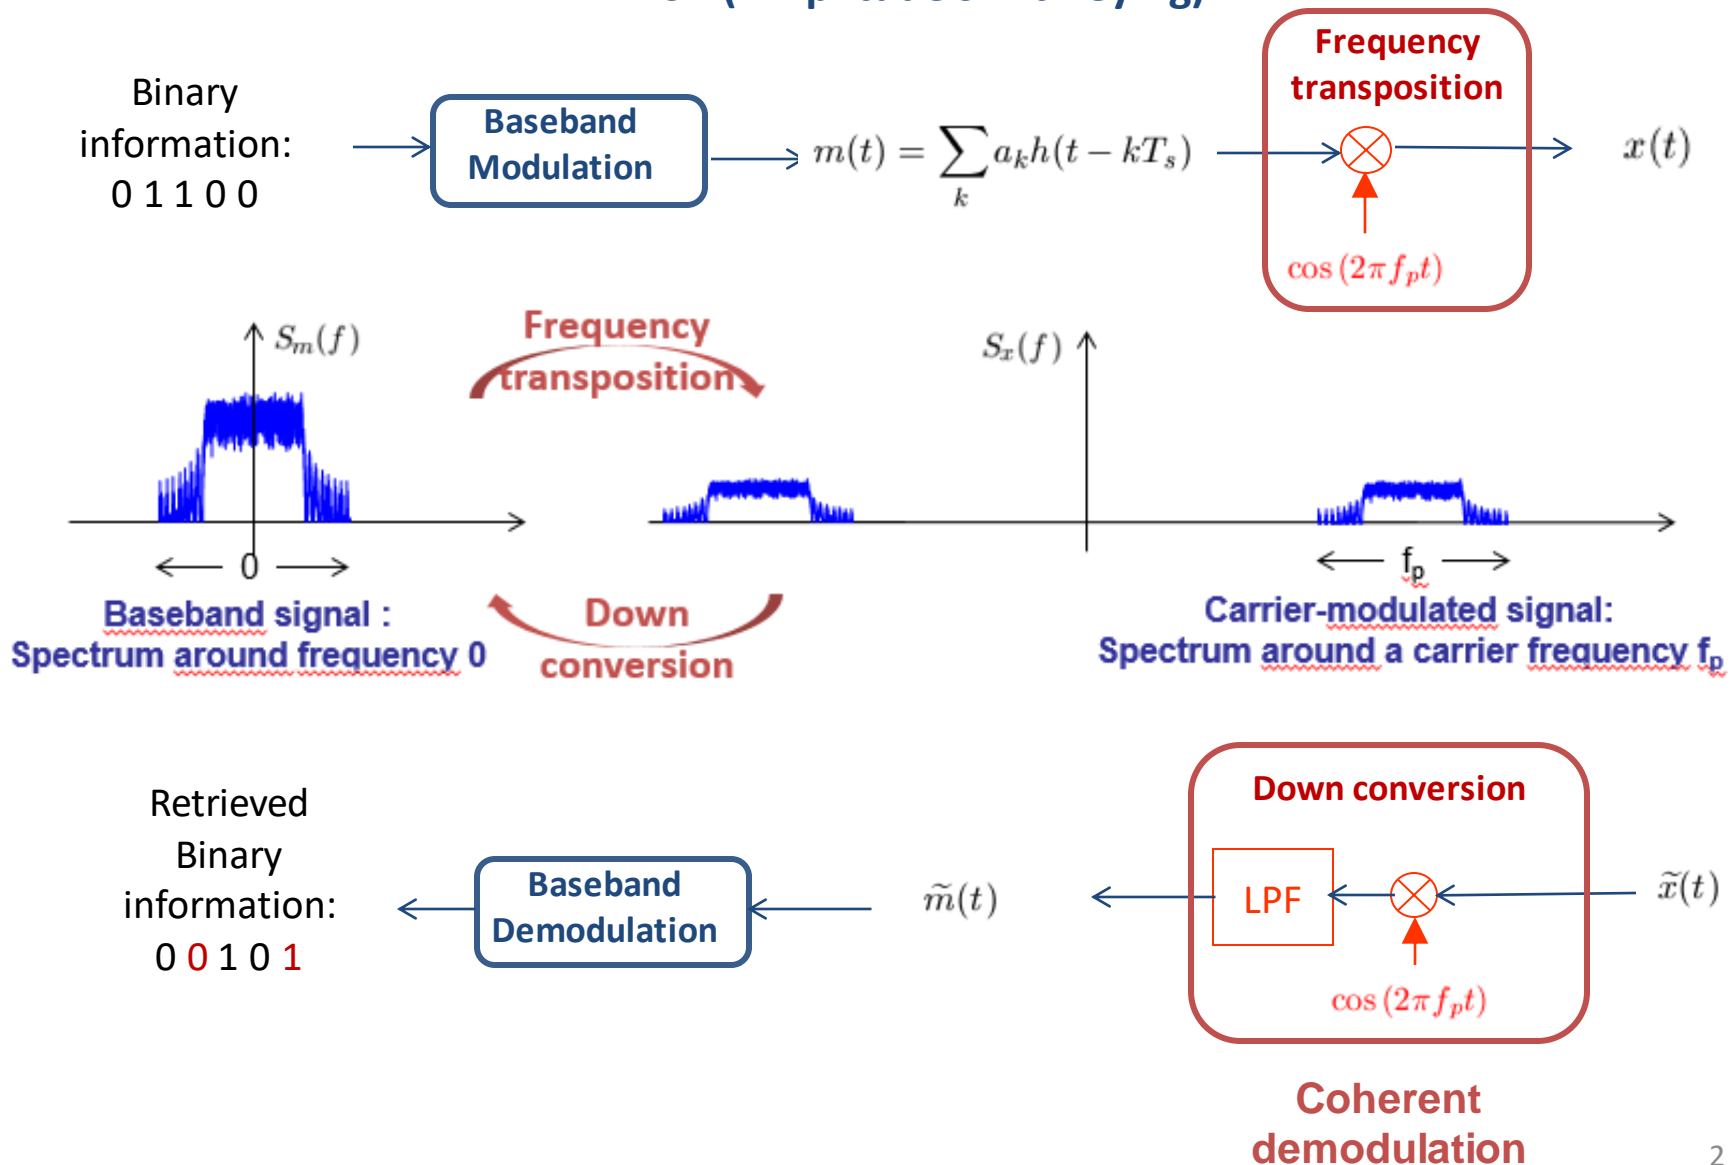 Frequency
transposition
Binary
information:
0 1 1 0 0
Baseband
Modulation
m(t) = ∑ a_k h(t − kT_s)
k
x(t)
cos (2πf_p t)
S_m(f)
Frequency
transposition
S_x(f)
0
f_p
Baseband signal :
Spectrum around frequency 0
Down
conversion
Carrier-modulated signal:
Spectrum around a carrier frequency f_p
Retrieved
Binary
information:
0 0 1 0 1
Baseband
Demodulation
m̃(t)
Down conversion
LPF
x̃(t)
cos (2πf_p t)
Coherent
demodulation
2